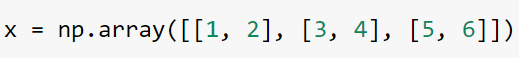 x = np.array([[1, 2], [3, 4], [5, 6]])